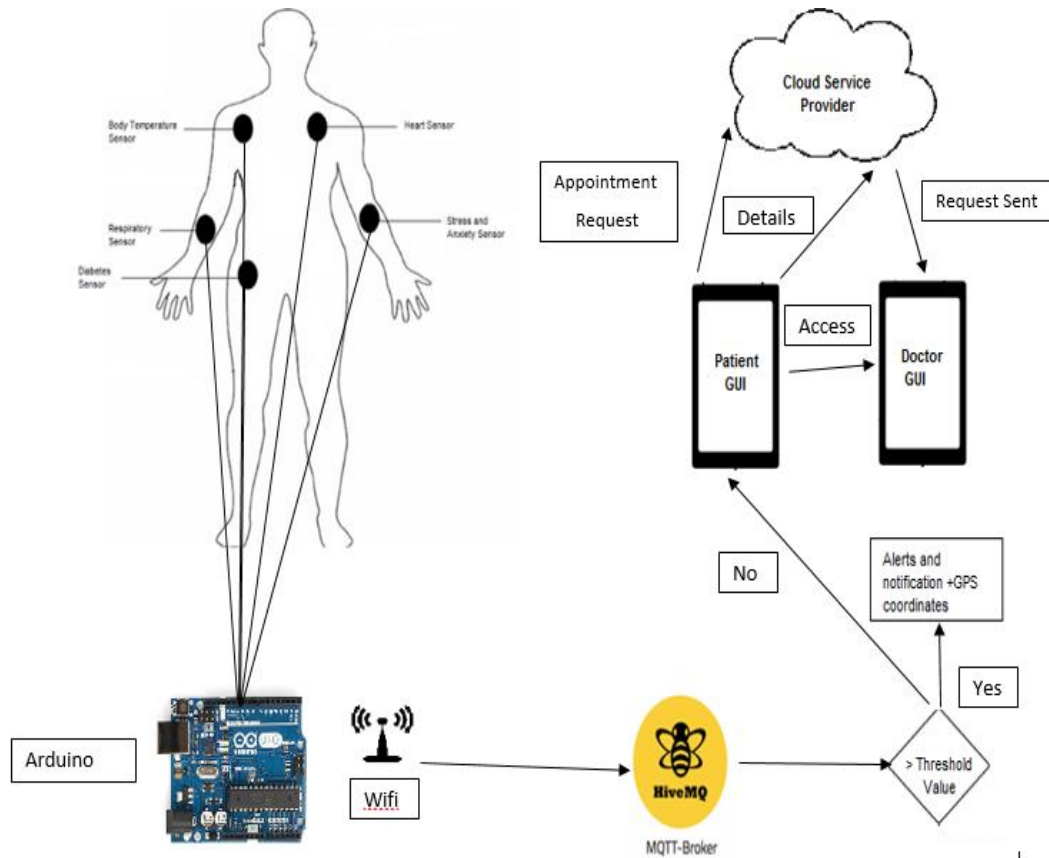 Body Temperature
Sensor
Heart Sensor
Respiratory
Sensor
Stress and
Anxiety Sensor
Diabetes
Sensor
Cloud Service
Provider
Appointment
Request
Details
Request Sent
Access
Patient
GUI
Doctor
GUI
No
Alerts and
notification +GPS
coordinates
Yes
Arduino
Wifi
HiveMQ
MQTT-Broker
> Threshold
Value